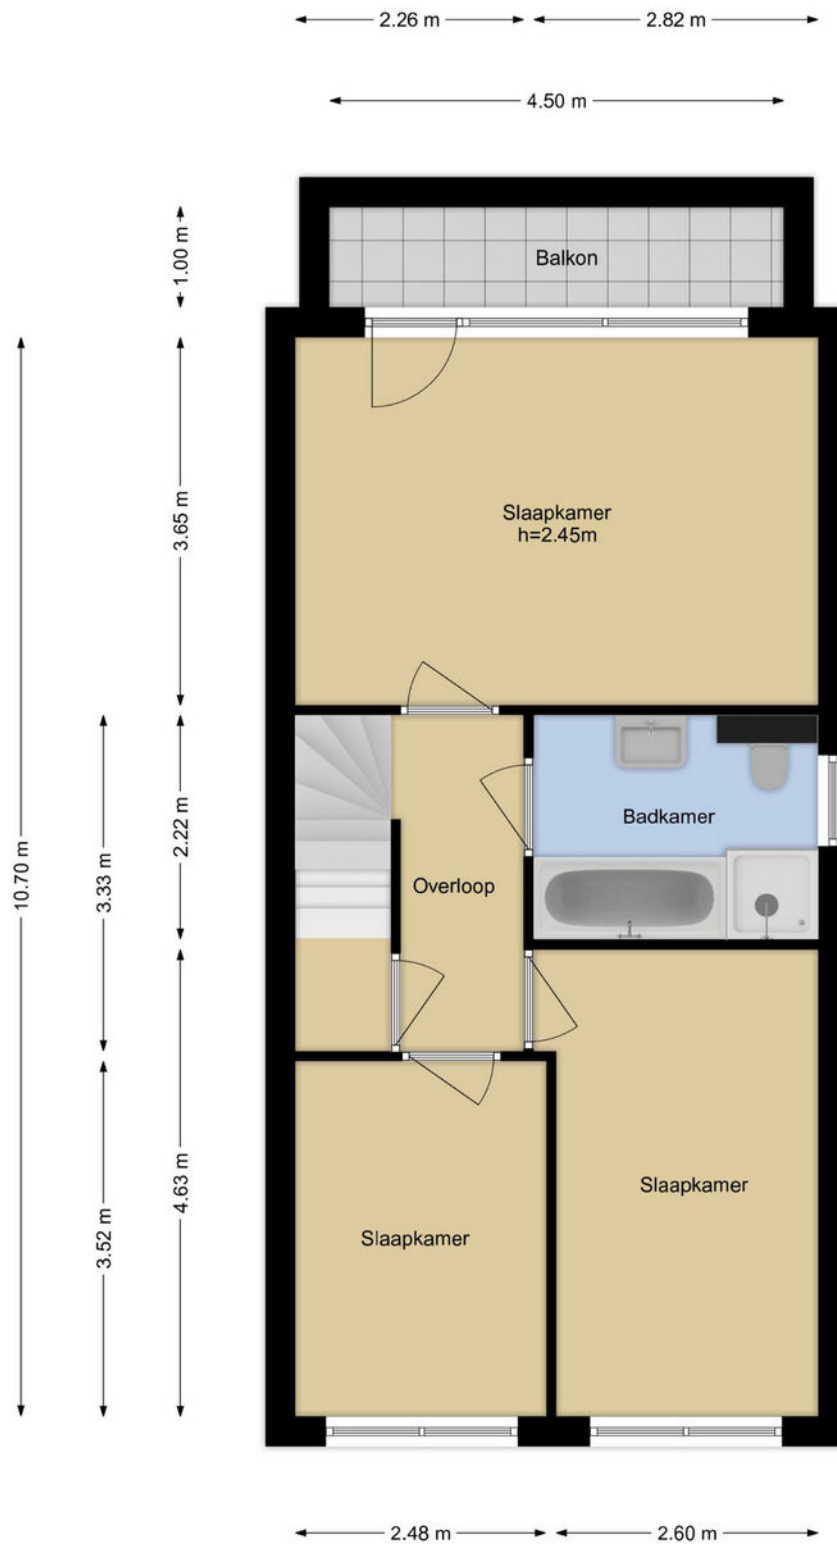 2.26 m
2.82 m
4.50 m
1.00 m
Balkon
3.65 m
Slaapkamer
h=2.45m
10.70 m
3.33 m
2.22 m
Badkamer
Overloop
4.63 m
3.52 m
Slaapkamer
Slaapkamer
2.48 m
2.60 m